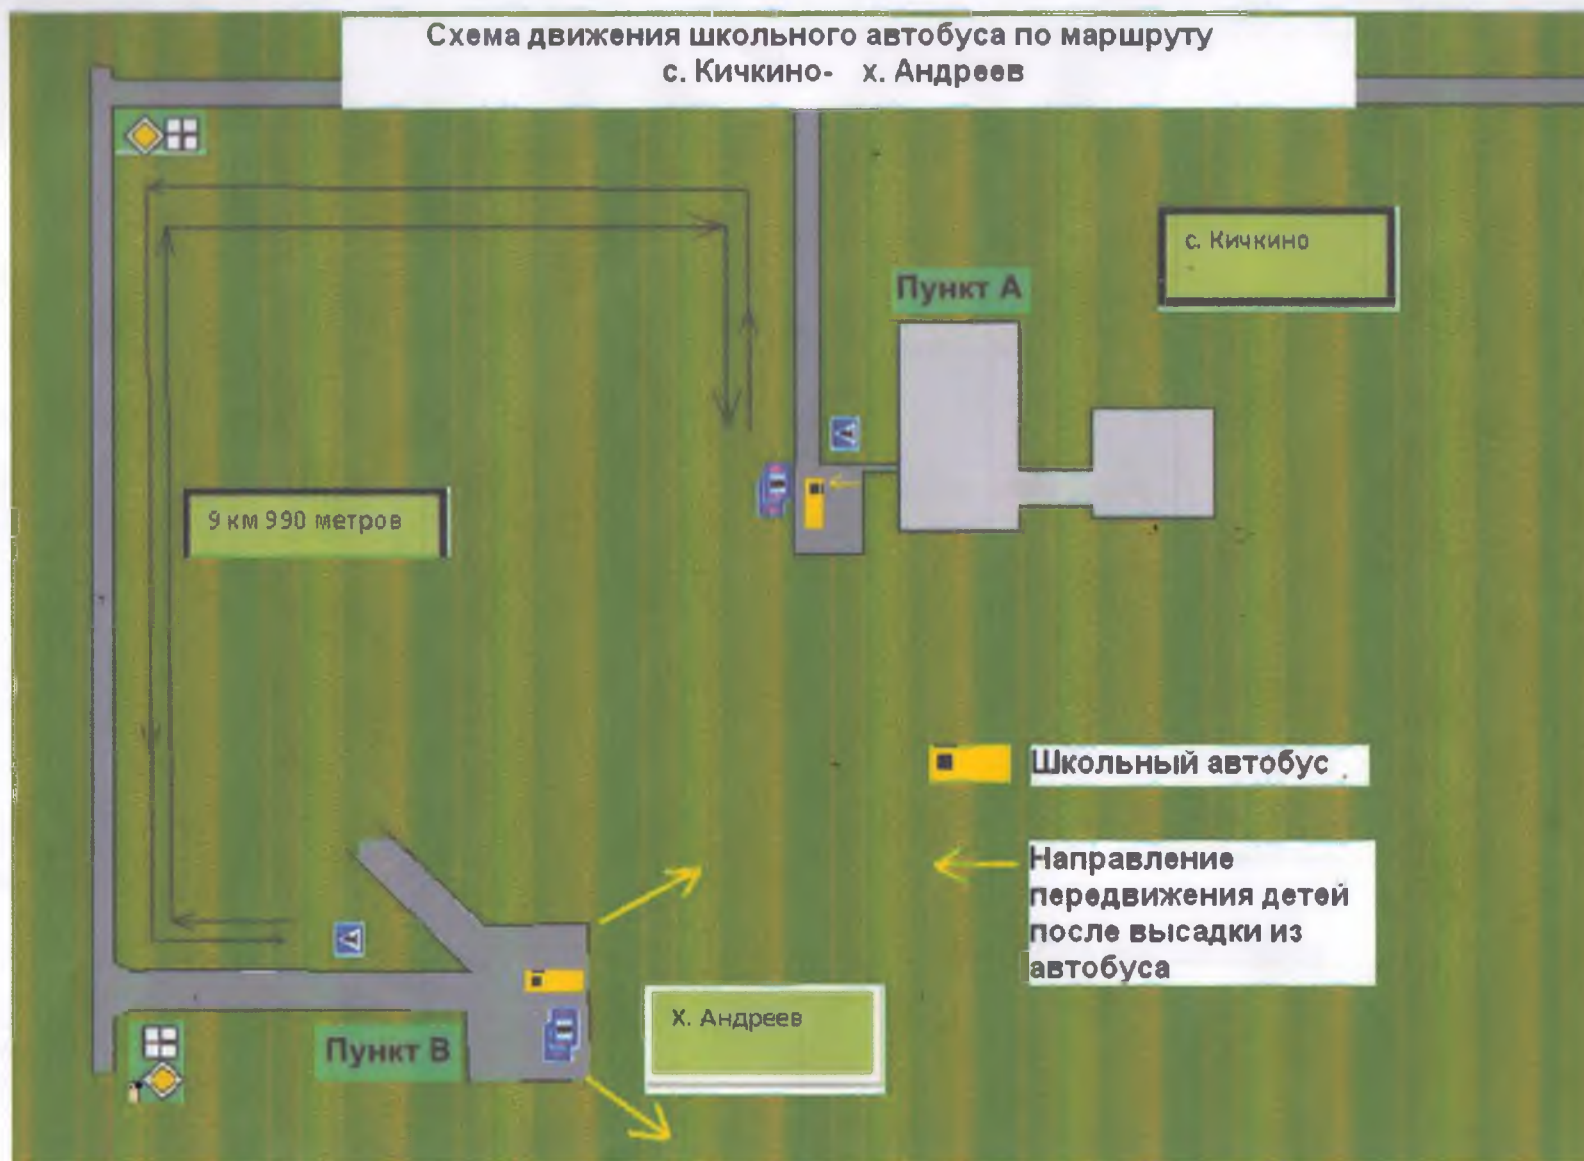 Схема движения школьного автобуса по маршруту
с. Кичкино- х. Андреев
с. Кичкино
Пункт А
9 км 990 метров
Школьный автобус
Направление
передвижения детей
после высадки из
автобуса
Х. Андреев
Пункт В